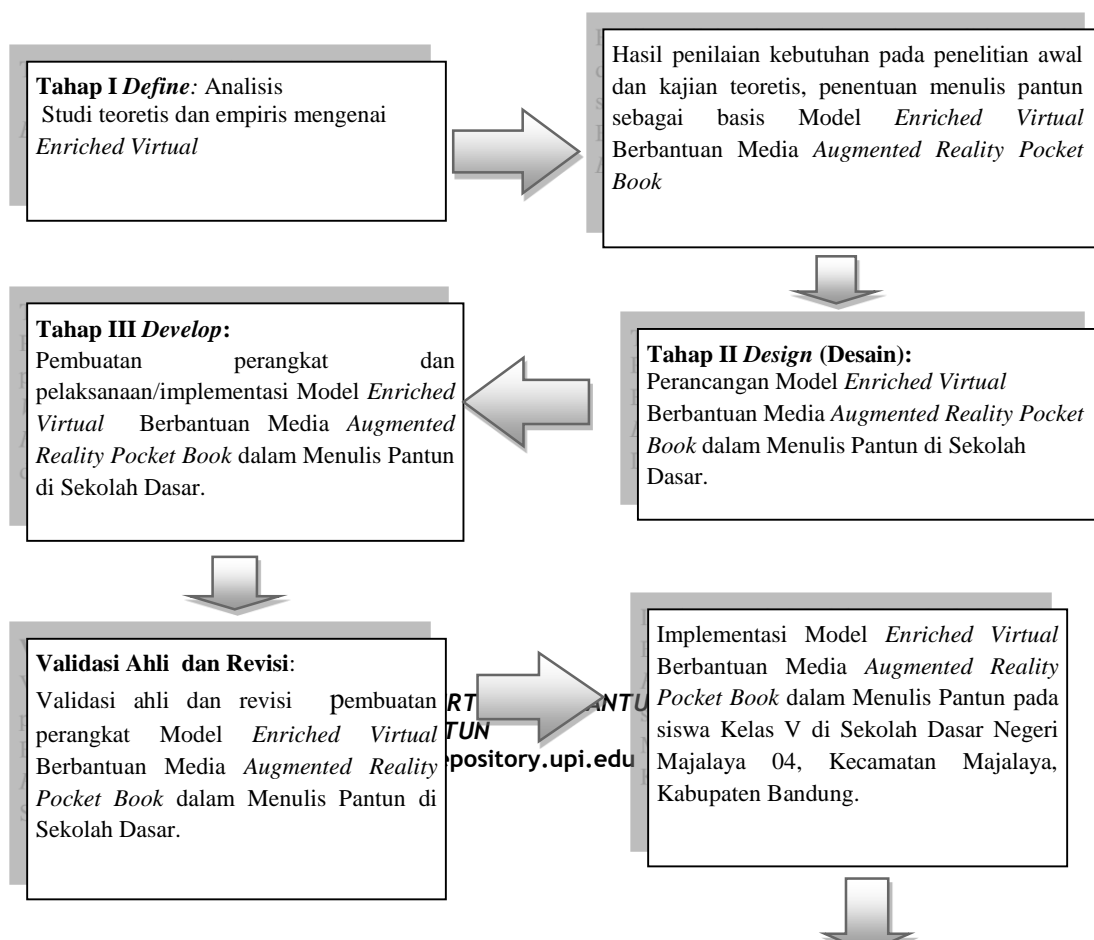 Tahap I Define: Analisis
Studi teoretis dan empiris mengenai
Enriched Virtual
Hasil penilaian kebutuhan pada penelitian awal
dan kajian teoretis, penentuan menulis pantun
sebagai basis Model Enriched Virtual
Berbantuan Media Augmented Reality Pocket
Book
Tahap II Design (Desain):
Perancangan Model Enriched Virtual
Berbantuan Media Augmented Reality Pocket
Book dalam Menulis Pantun di Sekolah
Dasar.
Tahap III Develop:
Pembuatan perangkat dan
pelaksanaan/implementasi Model Enriched
Virtual Berbantuan Media Augmented
Reality Pocket Book dalam Menulis Pantun
di Sekolah Dasar.
Validasi Ahli dan Revisi:
Validasi ahli dan revisi pembuatan
perangkat Model Enriched Virtual
Berbantuan Media Augmented Reality
Pocket Book dalam Menulis Pantun di
Sekolah Dasar.
Implementasi Model Enriched Virtual
Berbantuan Media Augmented Reality
Pocket Book dalam Menulis Pantun pada
siswa Kelas V di Sekolah Dasar Negeri
Majalaya 04, Kecamatan Majalaya,
Kabupaten Bandung.
RT ANTU
TUN
epository.upi.edu